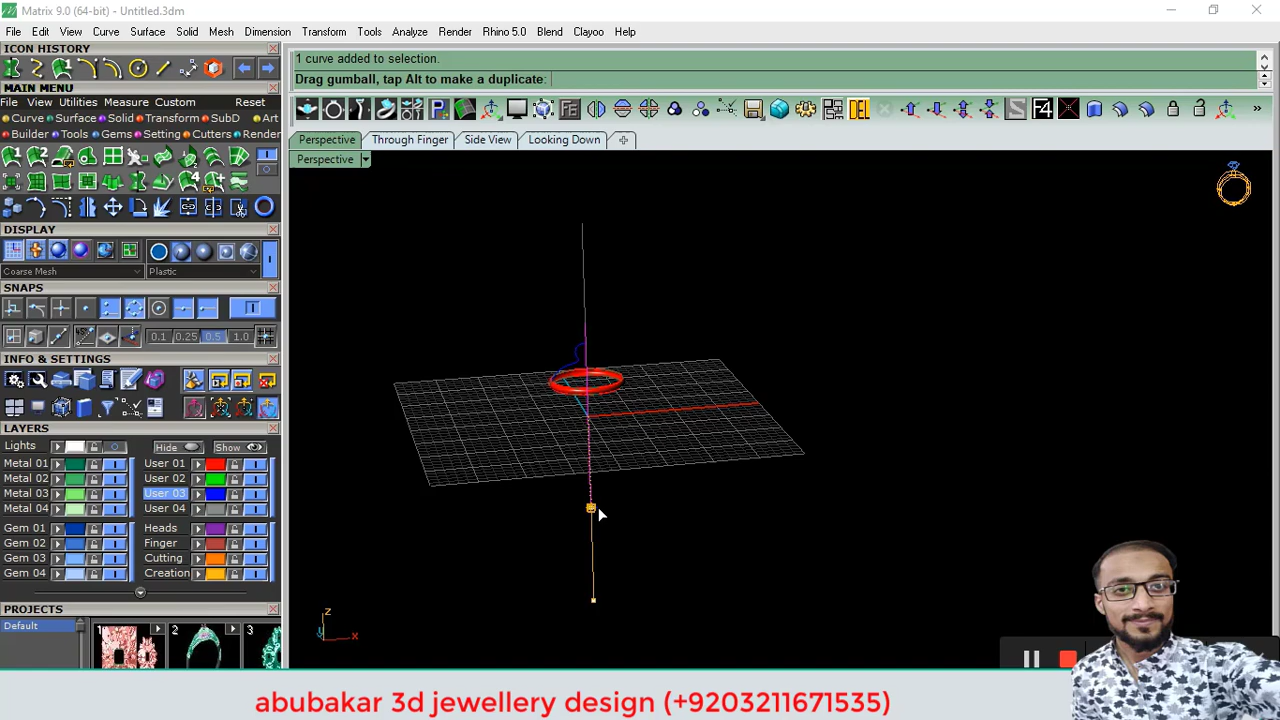 Matrix 9.0 (64-bit) - Untitled.3dm
File Edit View Curve Surface Solid Mesh Dimension Transform Tools Analyze Render Rhino 5.0 Blend Clayoo Help
ICON HISTORY
1 curve added to selection.
Drag gumball, tap Alt to make a duplicate:
MAIN MENU
File View Utilities Measure Custom Reset
Curve Surface Solid Transform SubD Art
Builder Tools Gems Setting Cutters Render
F4
DEL
Perspective Through Finger Side View Looking Down
Perspective
DISPLAY
Coarse Mesh Plastic
SNAPS
0.1 0.25 0.5 1.0
INFO & SETTINGS
LAYERS
Lights Hide Show
Metal 01 User 01
Metal 02 User 02
Metal 03 User 03
Metal 04 User 04
Gem 01 Heads
Gem 02 Finger
Gem 03 Cutting
Gem 04 Creation
PROJECTS
Default 1 2 3
z
x
abubakar 3d jewellery design (+9203211671535)